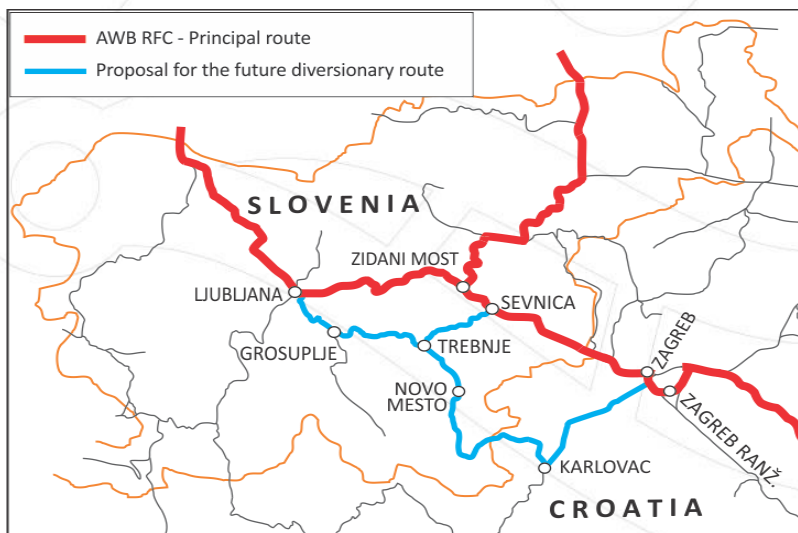 AWB RFC - Principal route
Proposal for the future diversionary route
SLOVENIA
ZIDANI MOST
LJUBLJANA
SEVNICA
GROSUPLJE
TREBNJE
ZAGREB
NOVO
MESTO
ZAGREB RANŽ.
KARLOVAC
CROATIA